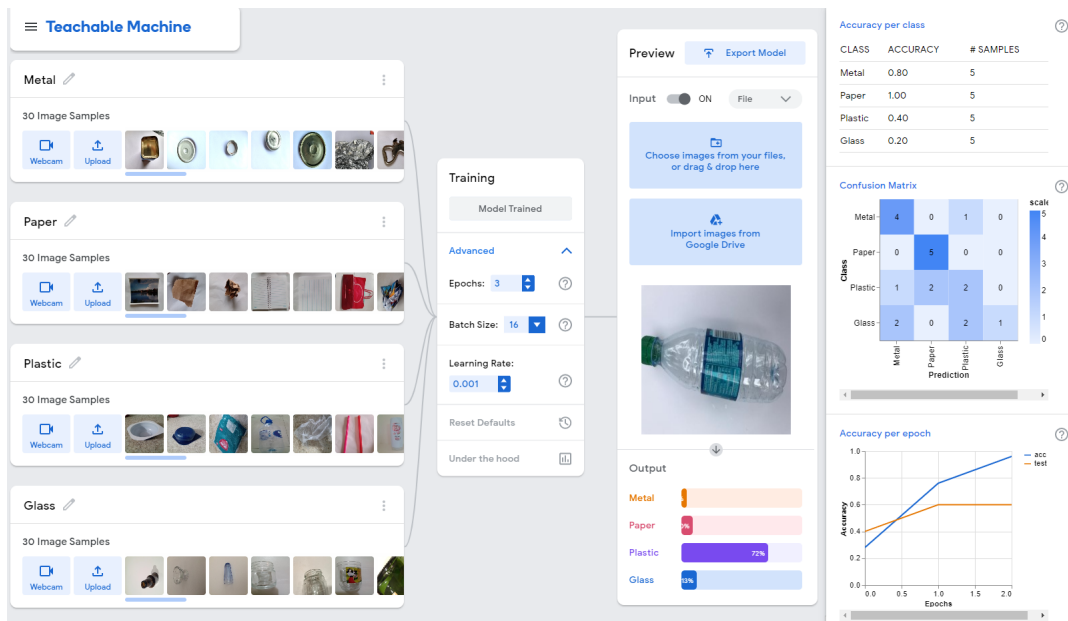 Teachable Machine
Metal
30 Image Samples
Webcam
Upload
Paper
30 Image Samples
Webcam
Upload
Plastic
30 Image Samples
Webcam
Upload
Glass
30 Image Samples
Webcam
Upload
Training
Model Trained
Advanced
Epochs: 3
Batch Size: 16
Learning Rate:
0.001
Reset Defaults
Under the hood
Preview
Export Model
Input ON File
Choose images from your files,
or drag & drop here
Import images from
Google Drive
Output
Metal
Paper
Plastic 72%
Glass 13%
Accuracy per class
CLASS ACCURACY # SAMPLES
Metal 0.80 5
Paper 1.00 5
Plastic 0.40 5
Glass 0.20 5
Confusion Matrix
scale
Metal 4 0 1 0
Paper 0 5 0 0
Plastic 1 2 2 0
Glass 2 0 2 1
Class
Metal Paper Plastic Glass
Prediction
5
4
3
2
1
0
Accuracy per epoch
acc
test
1.0
0.8
0.6
0.4
0.2
0.0
Accuracy
0.0 0.5 1.0 1.5 2.0
Epochs